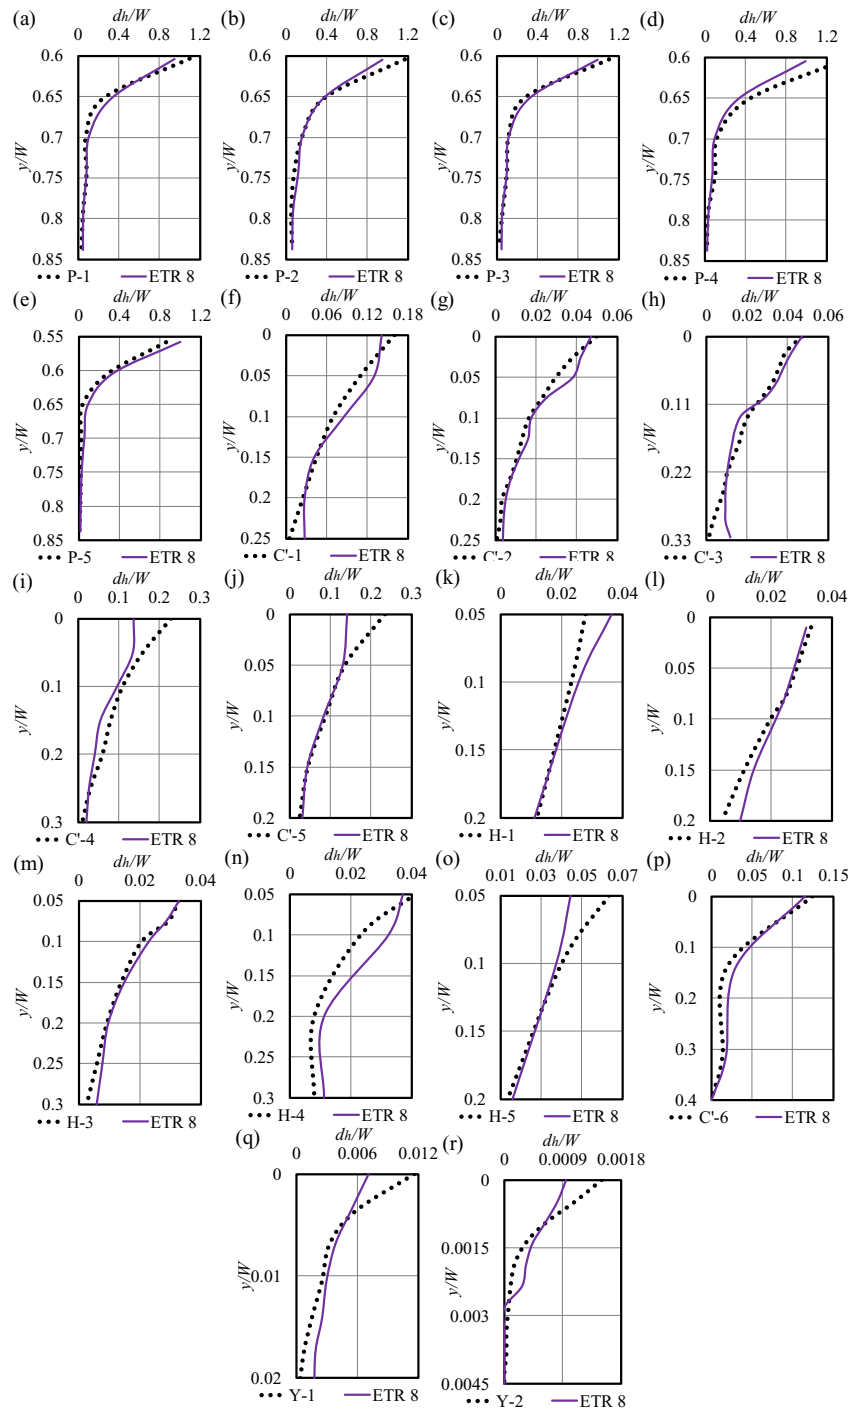 dh/W dh/W dh/W dh/W
(a) 0 0.4 0.8 1.2 (b) 0 0.4 0.8 1.2 (c) 0 0.4 0.8 1.2 (d) 0 0.4 0.8 1.2
0.6 0.6 0.6 0.6
0.65 0.65 0.65 0.65
y/W 0.7 y/W 0.7 y/W 0.7 y/W 0.7
0.75 0.75 0.75 0.75
0.8 0.8 0.8 0.8
0.85 0.85 0.85 0.85
P-1 ETR 8 P-2 ETR 8 P-3 ETR 8 P-4 ETR 8
dh/W dh/W dh/W dh/W
(e) 0 0.4 0.8 1.2 (f) 0 0.06 0.12 0.18 (g) 0 0.02 0.04 0.06 (h) 0 0.02 0.04 0.06
0.55 0 0 0
0.6 0.05 0.05
0.65 0.1 0.1 0.11
y/W 0.7 y/W 0.15 y/W 0.15 y/W 0.22
0.75 0.2 0.2
0.8
0.85 0.25 0.25 0.33
P-5 ETR 8 C'-1 ETR 8 C'-2 ETR 8 C'-3 ETR 8
dh/W dh/W dh/W dh/W
(i) 0 0.1 0.2 0.3 (j) 0 0.1 0.2 0.3 (k) 0 0.02 0.04 (l) 0 0.02 0.04
0 0 0.05 0
0.05 0.05
y/W 0.1 y/W 0.1 y/W 0.1 y/W 0.1
0.2 0.15 0.15 0.15
0.3 0.2 0.2 0.2
C'-4 ETR 8 C'-5 ETR 8 H-1 ETR 8 H-2 ETR 8
dh/W dh/W dh/W dh/W
(m) 0 0.02 0.04 (n) 0 0.02 0.04 (o) 0.01 0.03 0.05 0.07 (p) 0 0.05 0.1 0.15
0.05 0.05 0.05 0
0.1 0.1 0.1
y/W 0.15 y/W 0.15 y/W 0.1 y/W 0.2
0.2 0.2 0.15
0.25 0.25 0.3
0.3 0.3 0.2 0.4
H-3 ETR 8 H-4 ETR 8 H-5 ETR 8 C'-6 ETR 8
dh/W dh/W
(q) 0 0.006 0.012 (r) 0 0.0009 0.0018
0 0
0.0015
y/W 0.01 y/W 0.003
0.02 0.0045
Y-1 ETR 8 Y-2 ETR 8